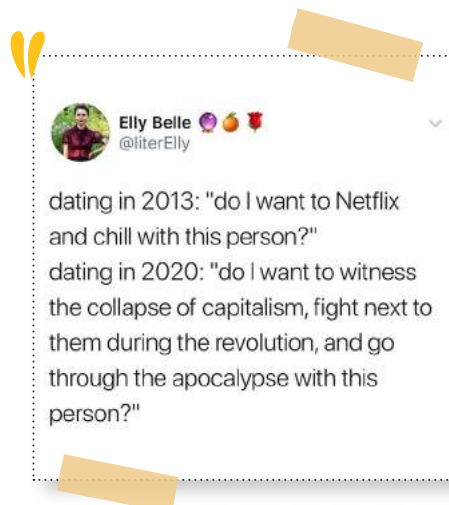 Elly Belle 🔮🍊🌹
@literElly
dating in 2013: "do I want to Netflix
and chill with this person?"
dating in 2020: "do I want to witness
the collapse of capitalism, fight next to
them during the revolution, and go
through the apocalypse with this
person?"